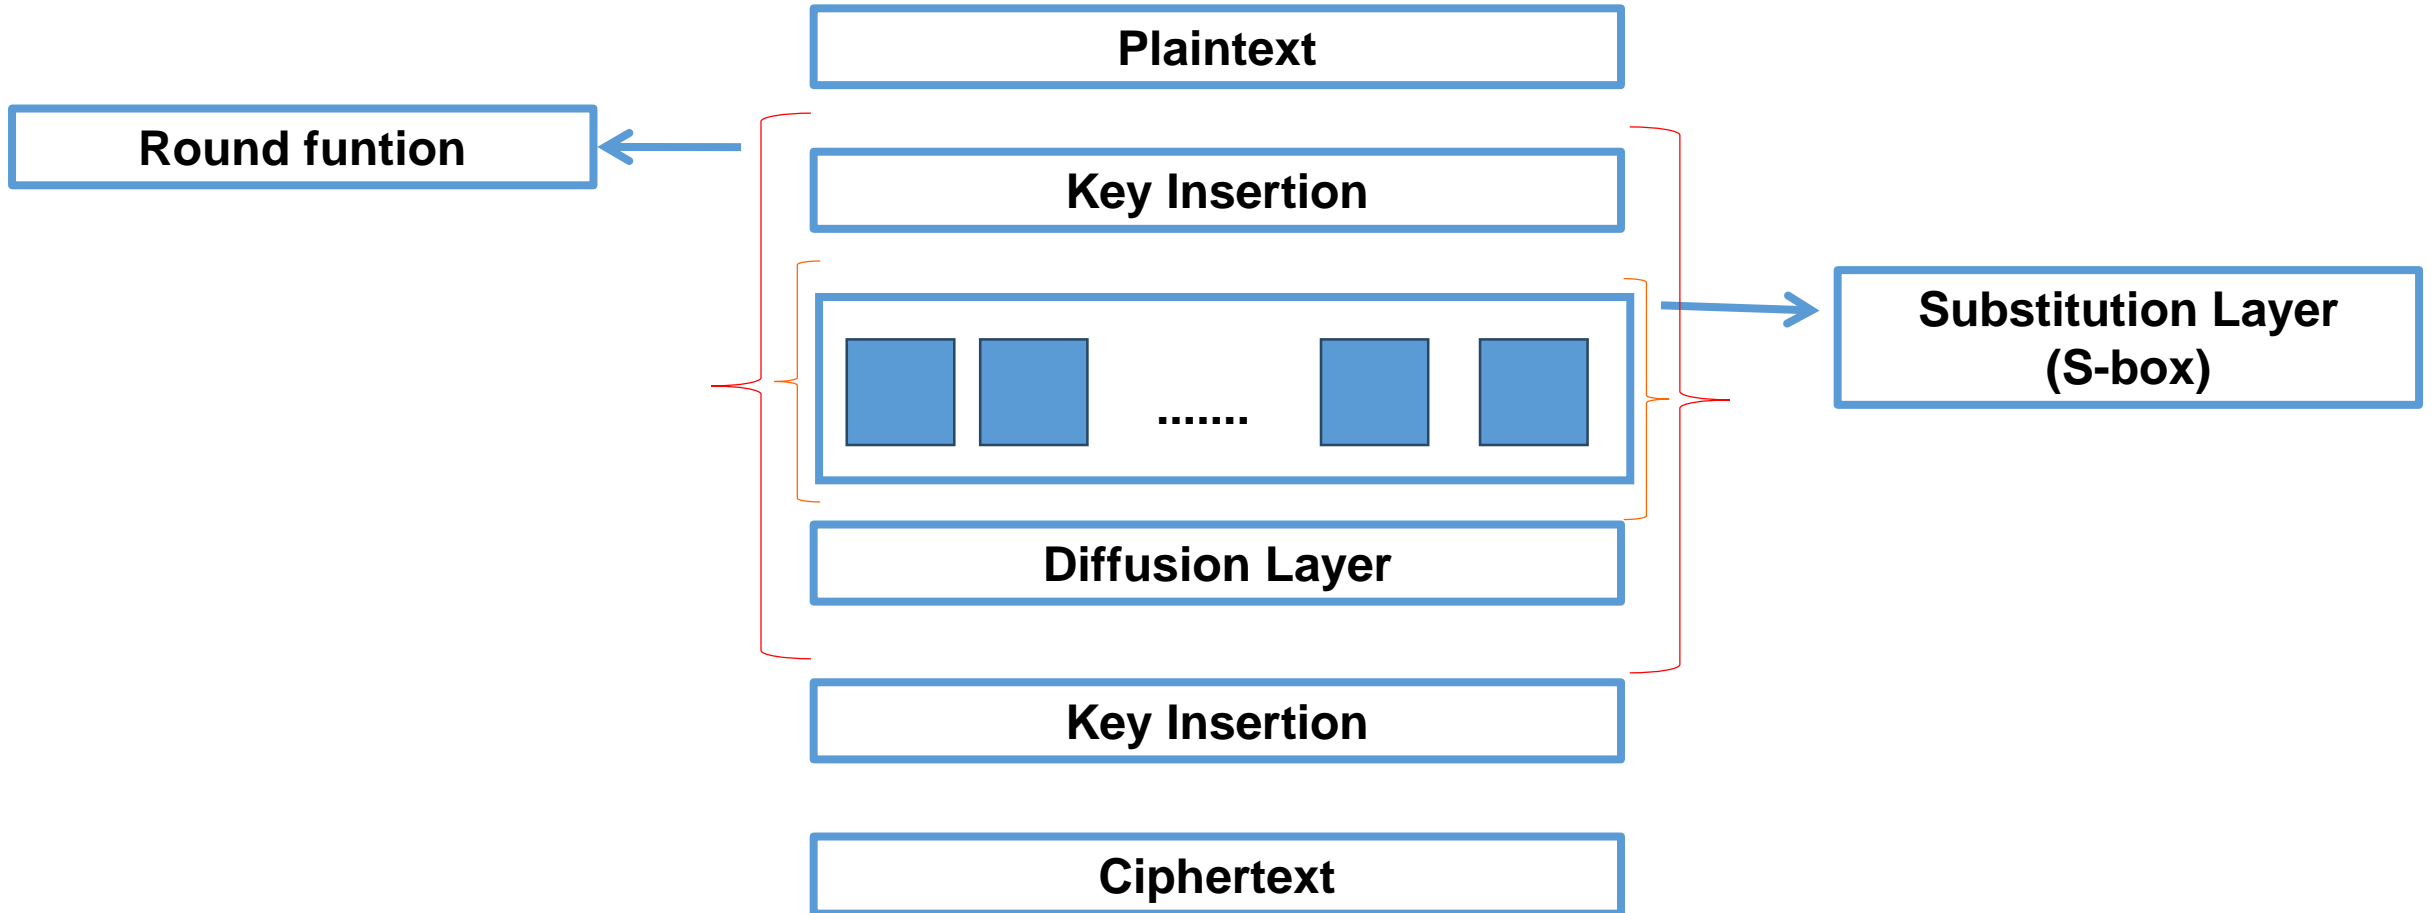 Plaintext
Round funtion
Key Insertion
Substitution Layer
(S-box)
.......
Diffusion Layer
Key Insertion
Ciphertext